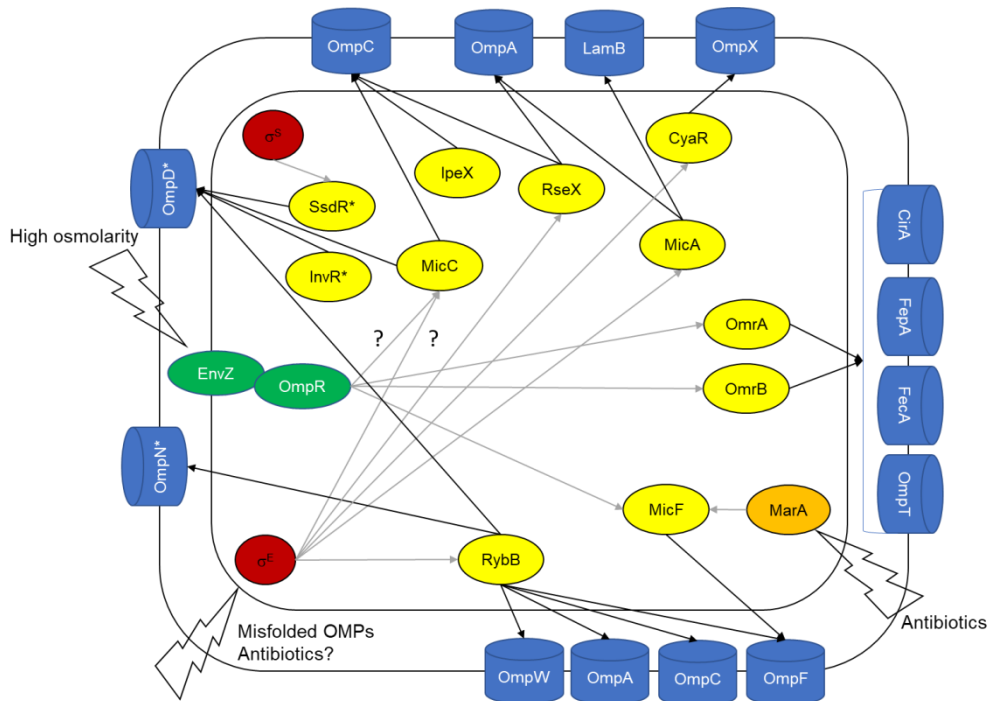 OmpC
OmpA
LamB
OmpX
σS
CyaR
IpeX
RseX
SsdR*
OmpD*
High osmolarity
InvR*
MicC
MicA
CirA
FepA
FecA
OmpT
? ?
OmrA
OmrB
EnvZ
OmpR
OmpN*
MicF
MarA
σE
RybB
Misfolded OMPs
Antibiotics?
Antibiotics
OmpW
OmpA
OmpC
OmpF